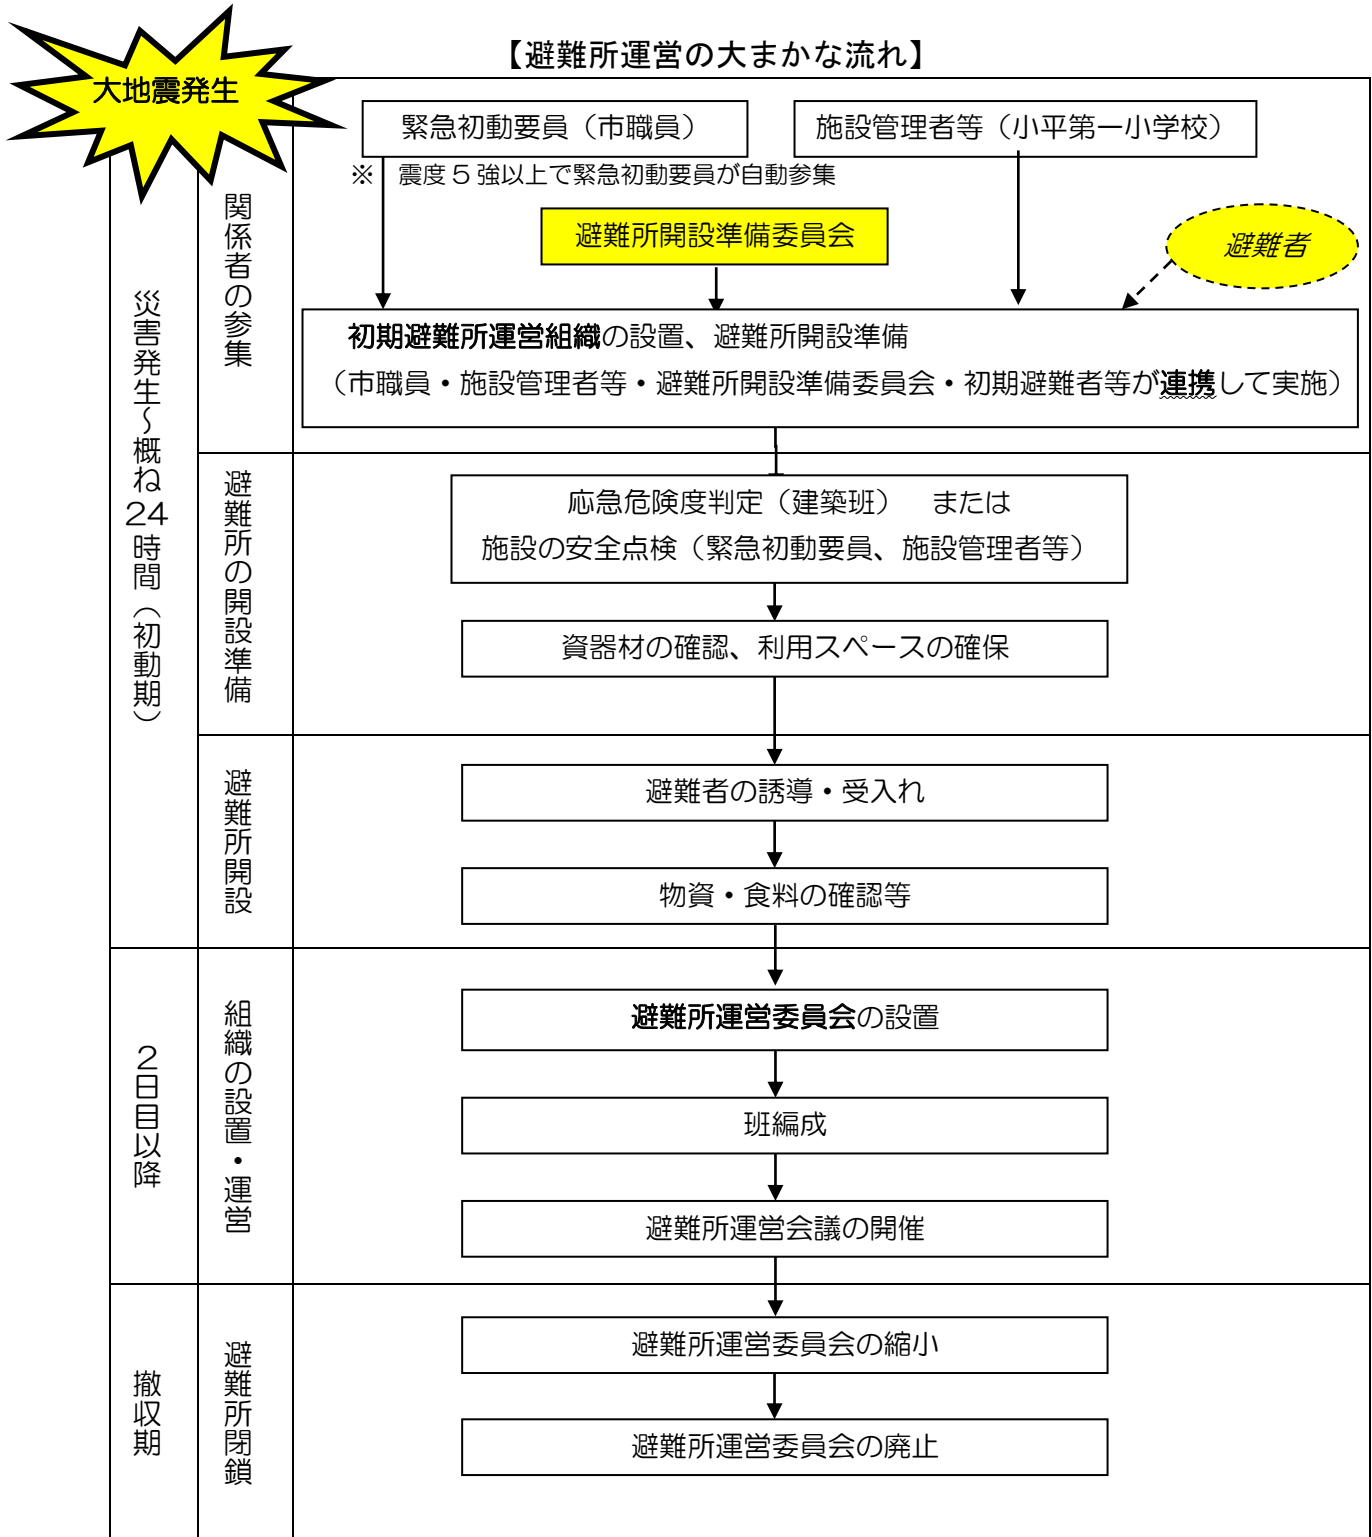 【避難所運営の大まかな流れ】
大地震発生
災害発生～概ね24時間（初動期）
関係者の参集
緊急初動要員（市職員）
施設管理者等（小平第一小学校）
※　震度５強以上で緊急初動要員が自動参集
避難所開設準備委員会
避難者
初期避難所運営組織の設置、避難所開設準備
（市職員・施設管理者等・避難所開設準備委員会・初期避難者等が連携して実施）
避難所の開設準備
応急危険度判定（建築班）　または
施設の安全点検（緊急初動要員、施設管理者等）
資器材の確認、利用スペースの確保
避難所開設
避難者の誘導・受入れ
物資・食料の確認等
２日目以降
組織の設置・運営
避難所運営委員会の設置
班編成
避難所運営会議の開催
撤収期
避難所閉鎖
避難所運営委員会の縮小
避難所運営委員会の廃止